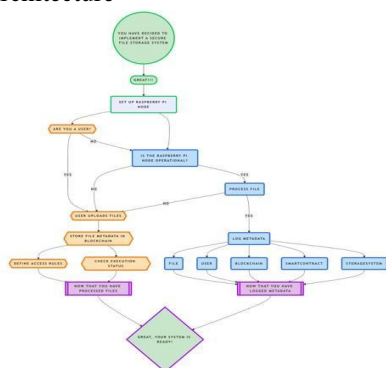 rchitecture
YOU HAVE DECIDED TO
IMPLEMENT A SECURE
FILE STORAGE SYSTEM
GREAT!!!
SET UP RASPBERRY PI
NODE
ARE YOU A USER?
NO
IS THE RASPBERRY PI
NODE OPERATIONAL?
YES
NO
YES
PROCESS FILE
NO
YES
USER UPLOADS FILES
STORE FILE METADATA IN
BLOCKCHAIN
LOG METADATA
DEFINE ACCESS RULES
CHECK EXECUTION
STATUS
FILE
USER
BLOCKCHAIN
SMARTCONTRACT
STORAGESYSTEM
NOW THAT YOU HAVE
PROCESSED FILES
NOW THAT YOU HAVE
LOGGED METADATA
GREAT, YOUR SYSTEM IS
READY!